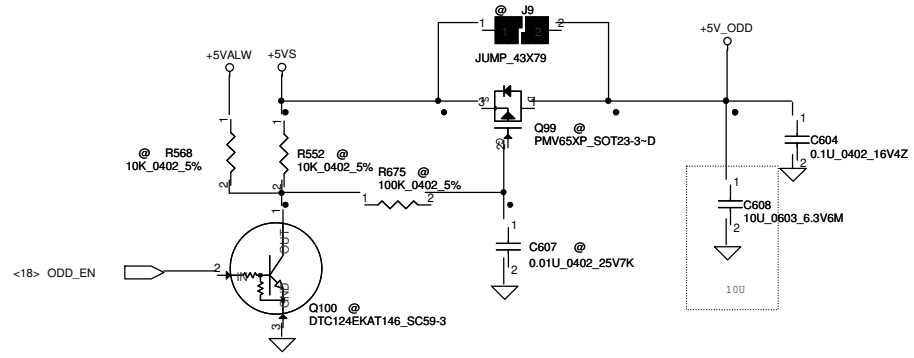 @ J9
1 1 2 2
JUMP_43X79
+5VALW +5VS +5V_ODD
3 S D 1
Q99 @
PMV65XP_SOT23-3~D
G 2
1 1
@ R568
10K_0402_5%
R552 @
10K_0402_5%
2 2
R675 @
100K_0402_5%
1 2
1
C604
0.1U_0402_16V4Z
2
1
C608
10U_0603_6.3V6M
2
10U
1
C607 @
0.01U_0402_25V7K
2
<18> ODD_EN
1
OUT
2 IN
GND
3
Q100 @
DTC124EKAT146_SC59-3